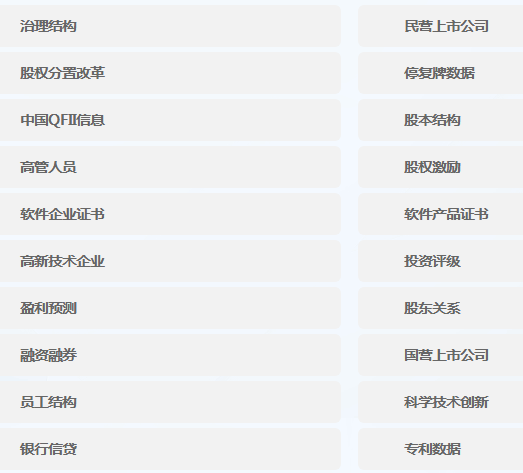 治理结构
民营上市公司
股权分置改革
停复牌数据
中国QFII信息
股本结构
高管人员
股权激励
软件企业证书
软件产品证书
高新技术企业
投资评级
盈利预测
股东关系
融资融券
国营上市公司
员工结构
科学技术创新
银行信贷
专利数据